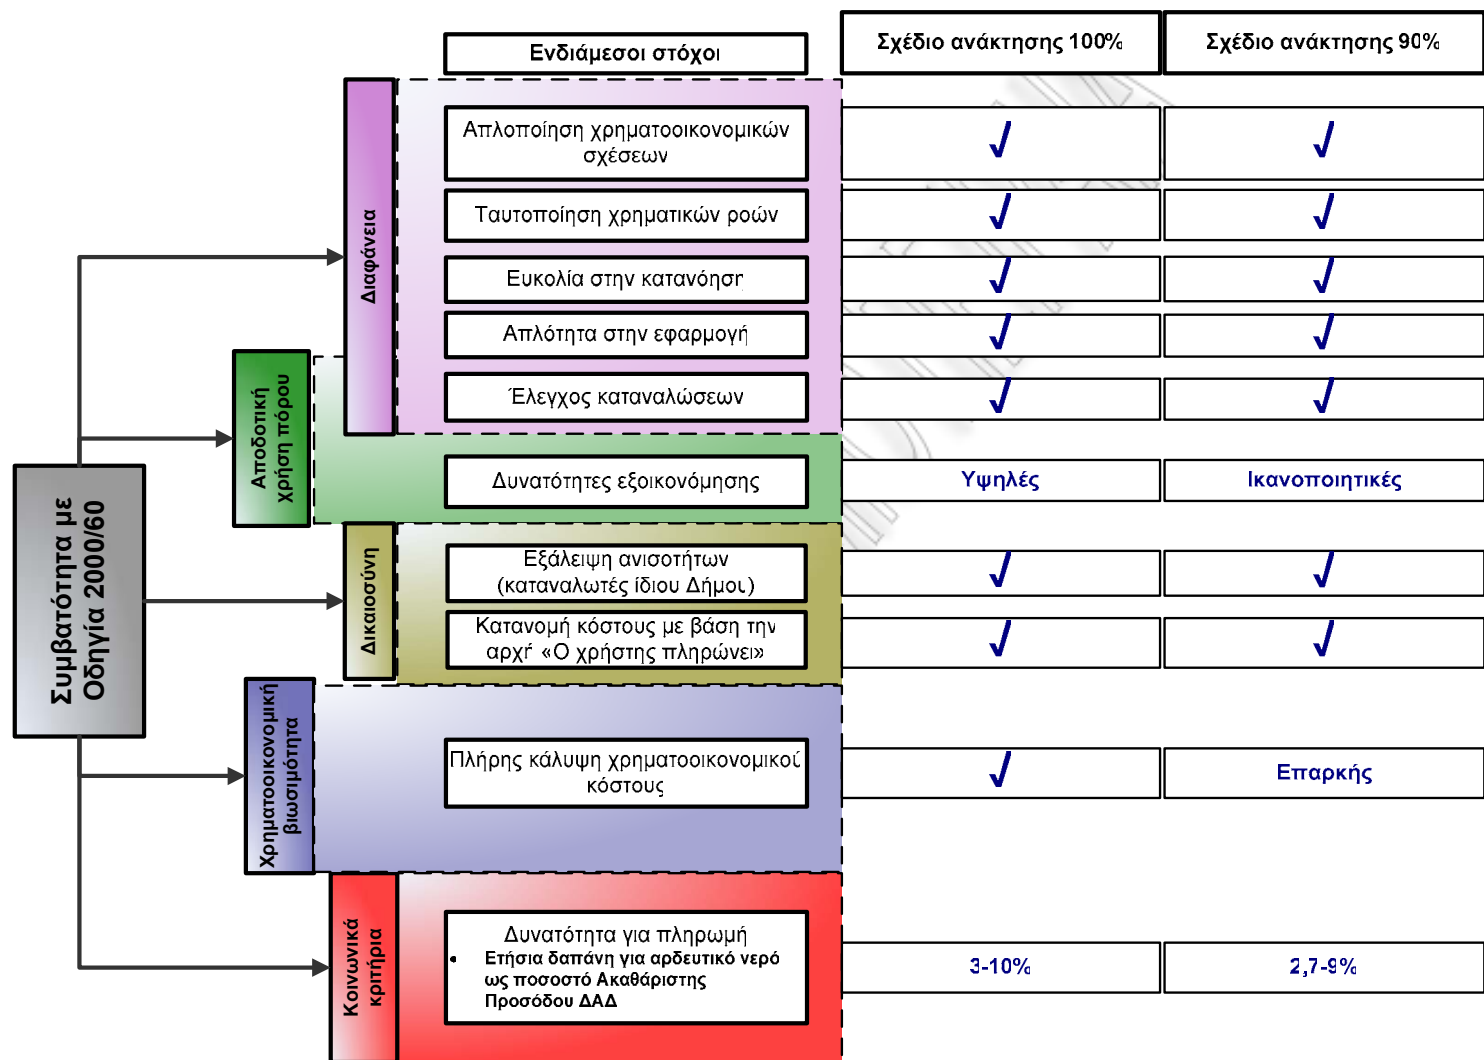 Ενδιάμεσοι στόχοι
Σχέδιο ανάκτησης 100%
Σχέδιο ανάκτησης 90%
Συμβατότητα με
Οδηγία 2000/60
Διαφάνεια
Απλοποίηση χρηματοοικονομικών
σχέσεων
√
√
Ταυτοποίηση χρηματικών ροών
√
√
Ευκολία στην κατανόηση
√
√
Απλότητα στην εφαρμογή
√
√
Έλεγχος καταναλώσεων
√
√
Αποδοτική
χρήση πόρου
Δυνατότητες εξοικονόμησης
Υψηλές
Ικανοποιητικές
Δικαιοσύνη
Εξάλειψη ανισοτήτων
(καταναλωτές ίδιου Δήμου)
√
√
Κατανομή κόστους με βάση την
αρχή «Ο χρήστης πληρώνει»
√
√
Χρηματοοικονομική
βιωσιμότητα
Πλήρης κάλυψη χρηματοοικονομικού
κόστους
√
Επαρκής
Κοινωνικά
κριτήρια
Δυνατότητα για πληρωμή
• Ετήσια δαπάνη για αρδευτικό νερό
ως ποσοστό Ακαθάριστης
Προσόδου ΔΑΔ
3-10%
2,7-9%